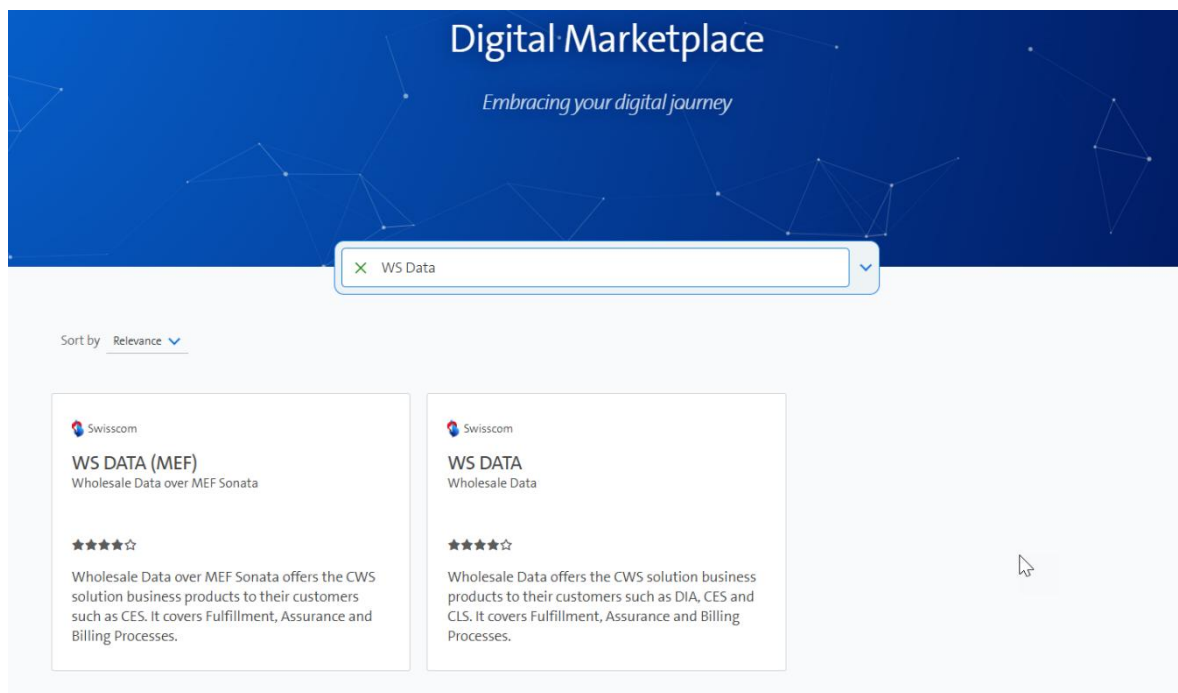 Digital Marketplace
Embracing your digital journey
WS Data
Sort by Relevance
Swisscom
WS DATA (MEF)
Wholesale Data over MEF Sonata
Wholesale Data over MEF Sonata offers the CWS
solution business products to their customers
such as CES. It covers Fulfillment, Assurance and
Billing Processes.
Swisscom
WS DATA
Wholesale Data
Wholesale Data offers the CWS solution business
products to their customers such as DIA, CES and
CLS. It covers Fulfillment, Assurance and Billing
Processes.